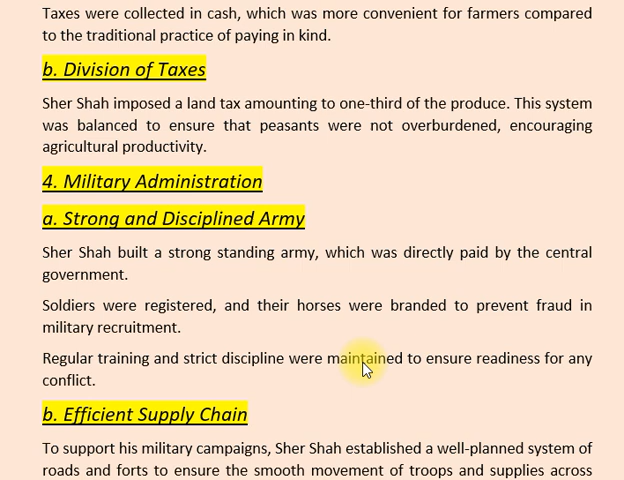 Taxes were collected in cash, which was more convenient for farmers compared
to the traditional practice of paying in kind.
b. Division of Taxes
Sher Shah imposed a land tax amounting to one-third of the produce. This system
was balanced to ensure that peasants were not overburdened, encouraging
agricultural productivity.
4. Military Administration
a. Strong and Disciplined Army
Sher Shah built a strong standing army, which was directly paid by the central
government.
Soldiers were registered, and their horses were branded to prevent fraud in
military recruitment.
Regular training and strict discipline were maintained to ensure readiness for any
conflict.
b. Efficient Supply Chain
To support his military campaigns, Sher Shah established a well-planned system of
roads and forts to ensure the smooth movement of troops and supplies across